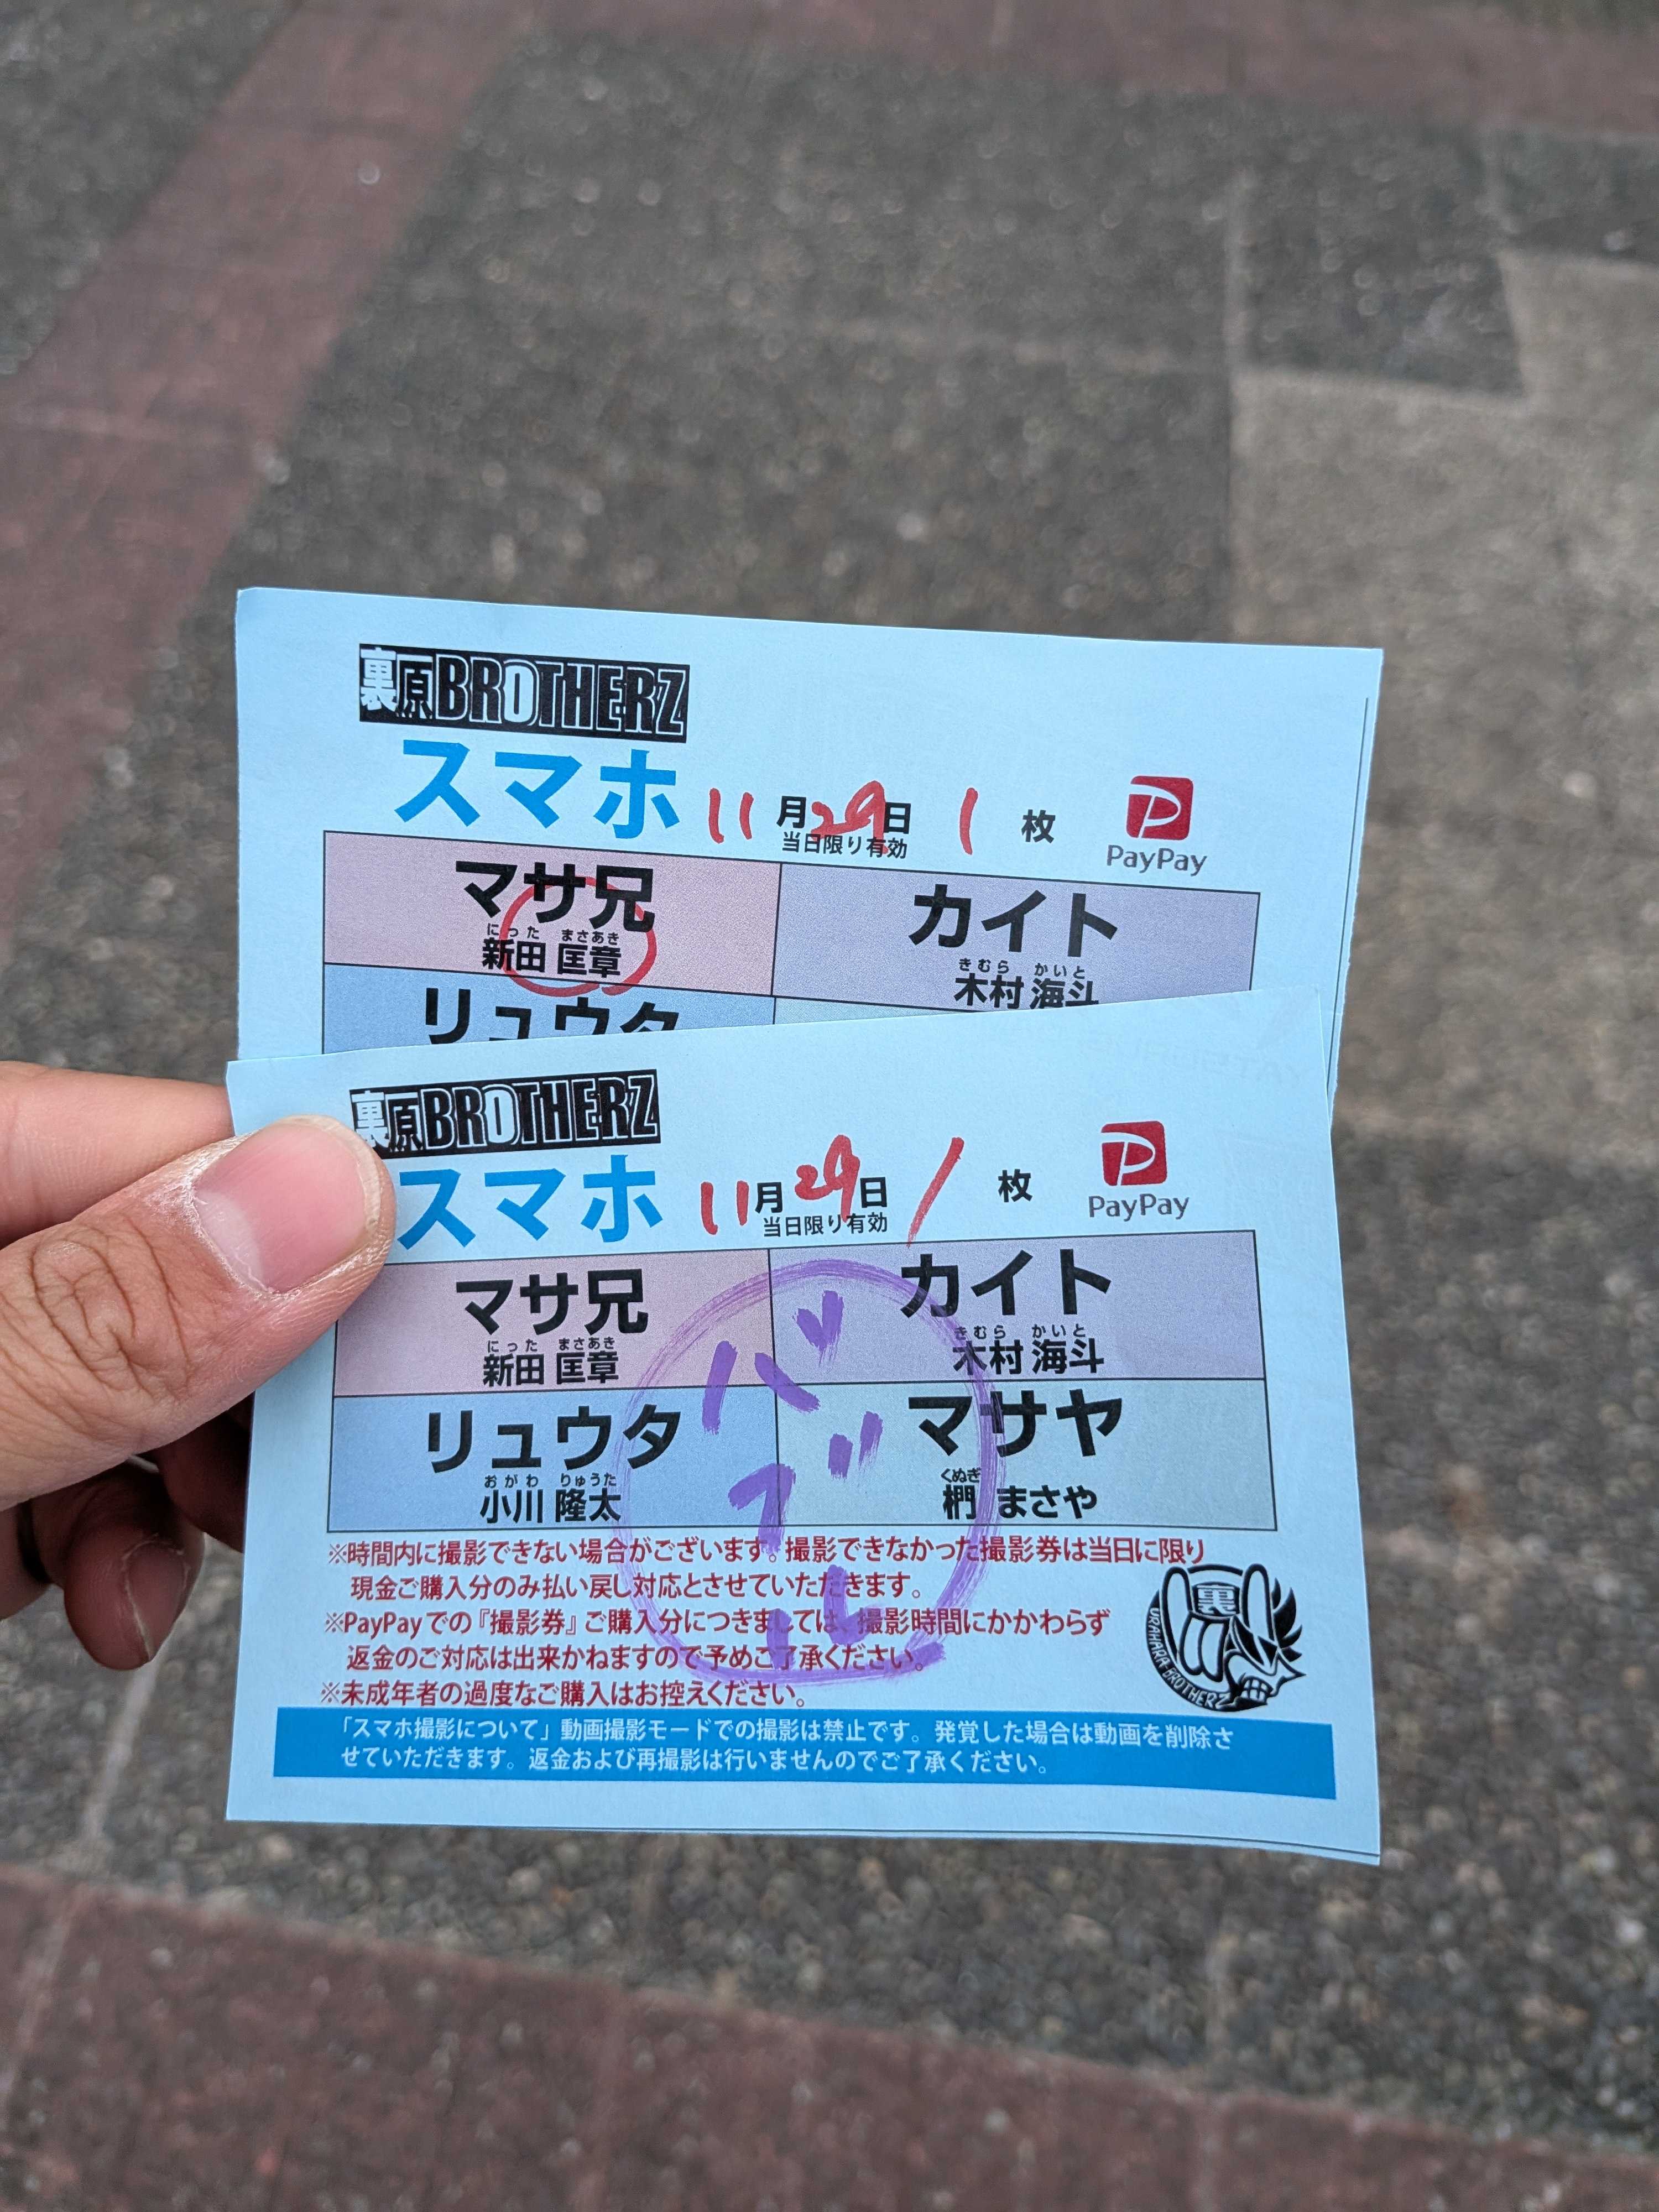 裏原BROTHERZ
スマホ 11月29日 1枚 PayPay
当日限り有効
マサ兄 カイト
にった まさあき きむら かいと
新田 匡章 木村 海斗
リュウタ
裏原BROTHERZ
スマホ 11月29日 1枚 PayPay
当日限り有効
マサ兄 カイト
にった まさあき きむら かいと
新田 匡章 木村 海斗
バブル
リュウタ マサヤ
おがわ りゅうた くぬぎ
小川 隆太 椚 まさや
※時間内に撮影できない場合がございます。撮影できなかった撮影券は当日に限り
現金ご購入分のみ払い戻し対応とさせていただきます。
※PayPayでの『撮影券』ご購入分につきましては、撮影時間にかかわらず
返金のご対応は出来かねますので予めご了承ください。
※未成年者の過度なご購入はお控えください。
裏
URAHARA BROTHERZ
「スマホ撮影について」動画撮影モードでの撮影は禁止です。発覚した場合は動画を削除さ
せていただきます。返金および再撮影は行いませんのでご了承ください。